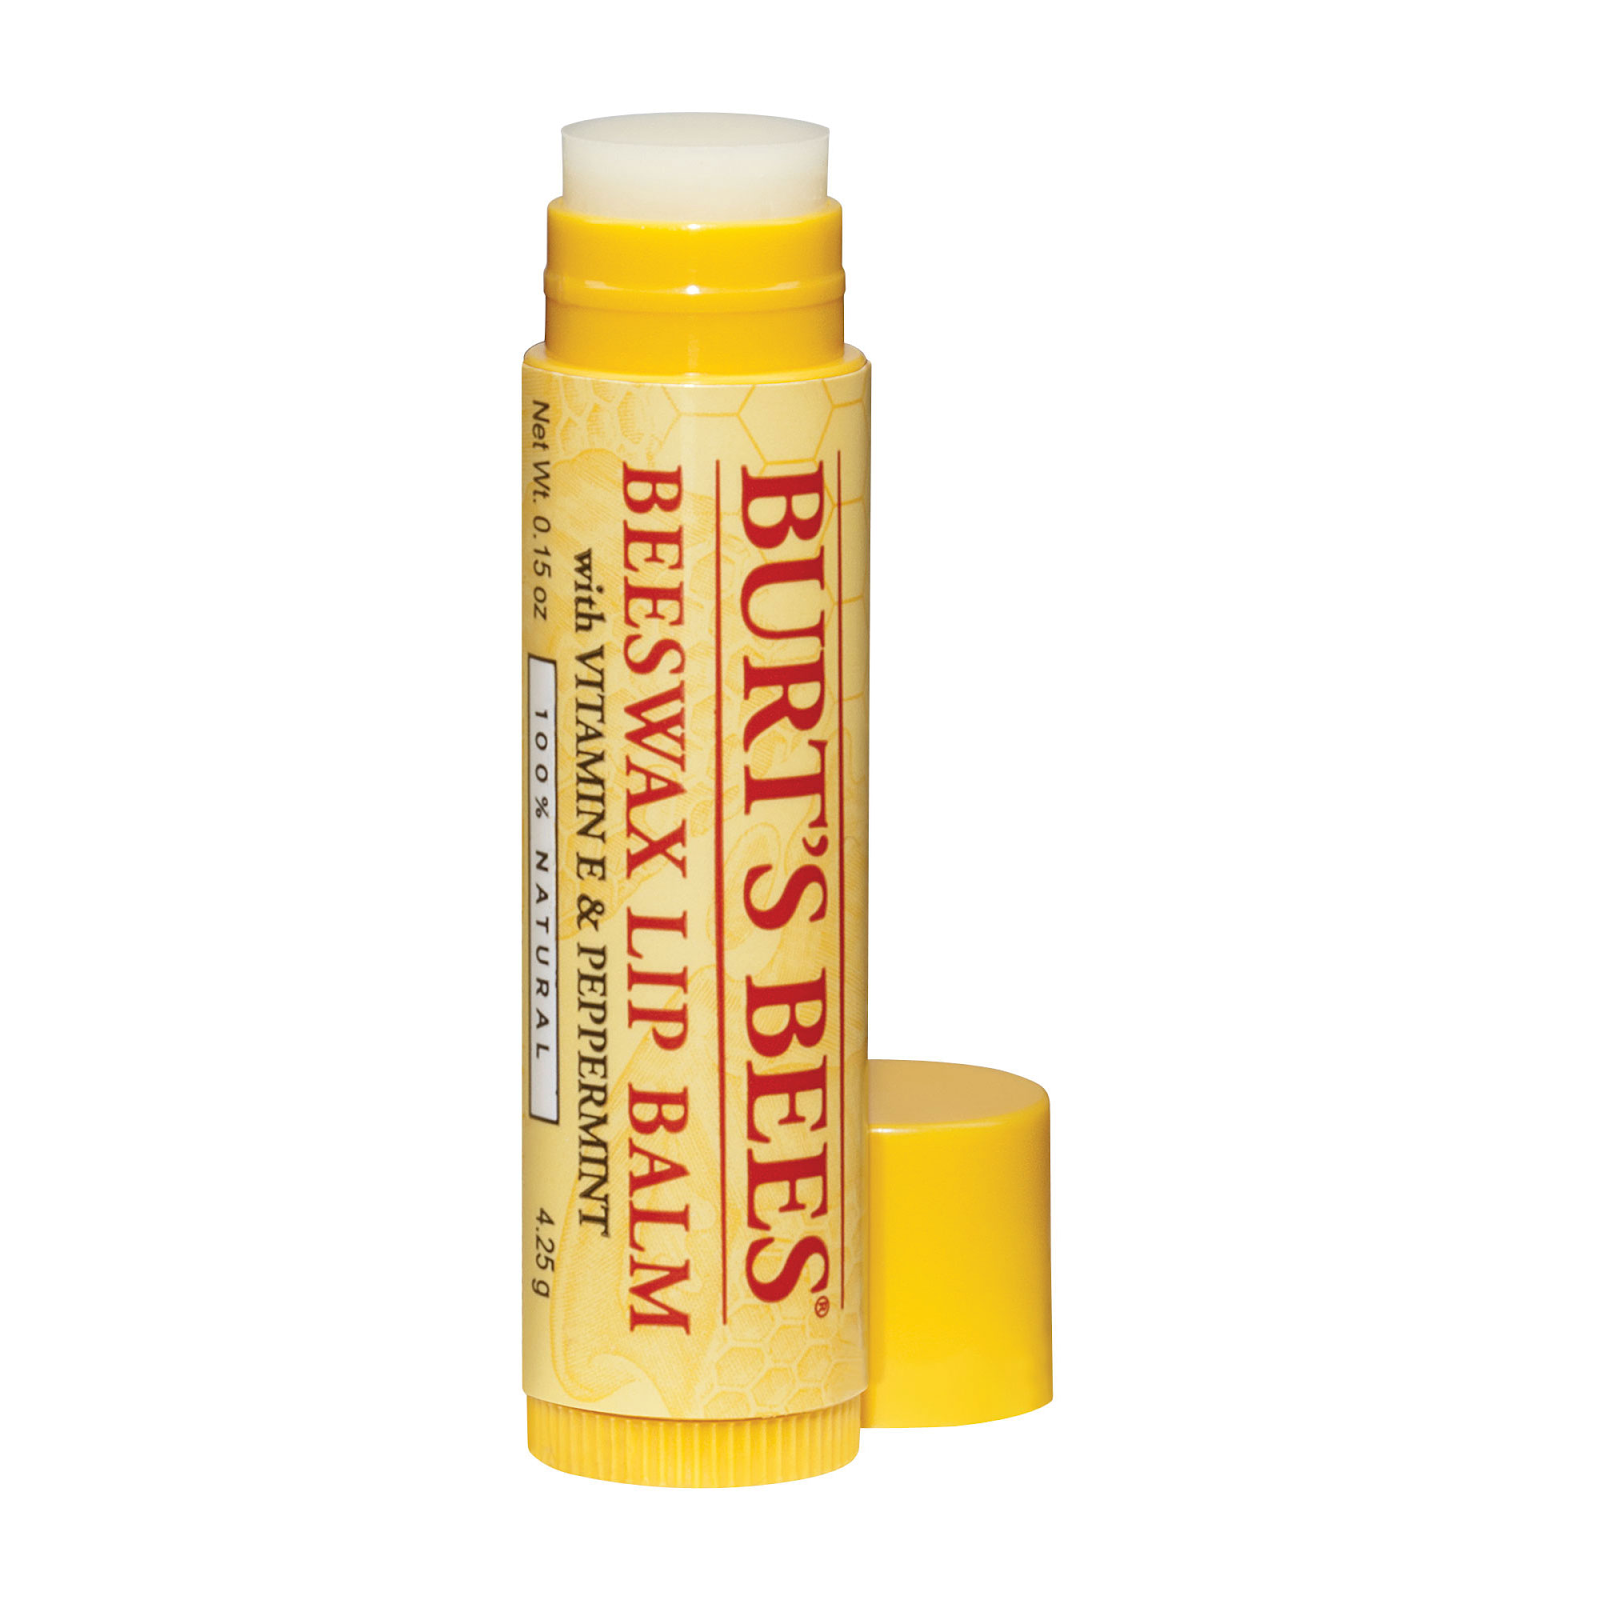 BURT'S BEES®
BEESWAX LIP BALM
with VITAMIN E & PEPPERMINT
Net Wt. 0.15 oz 100% NATURAL 4.25 g